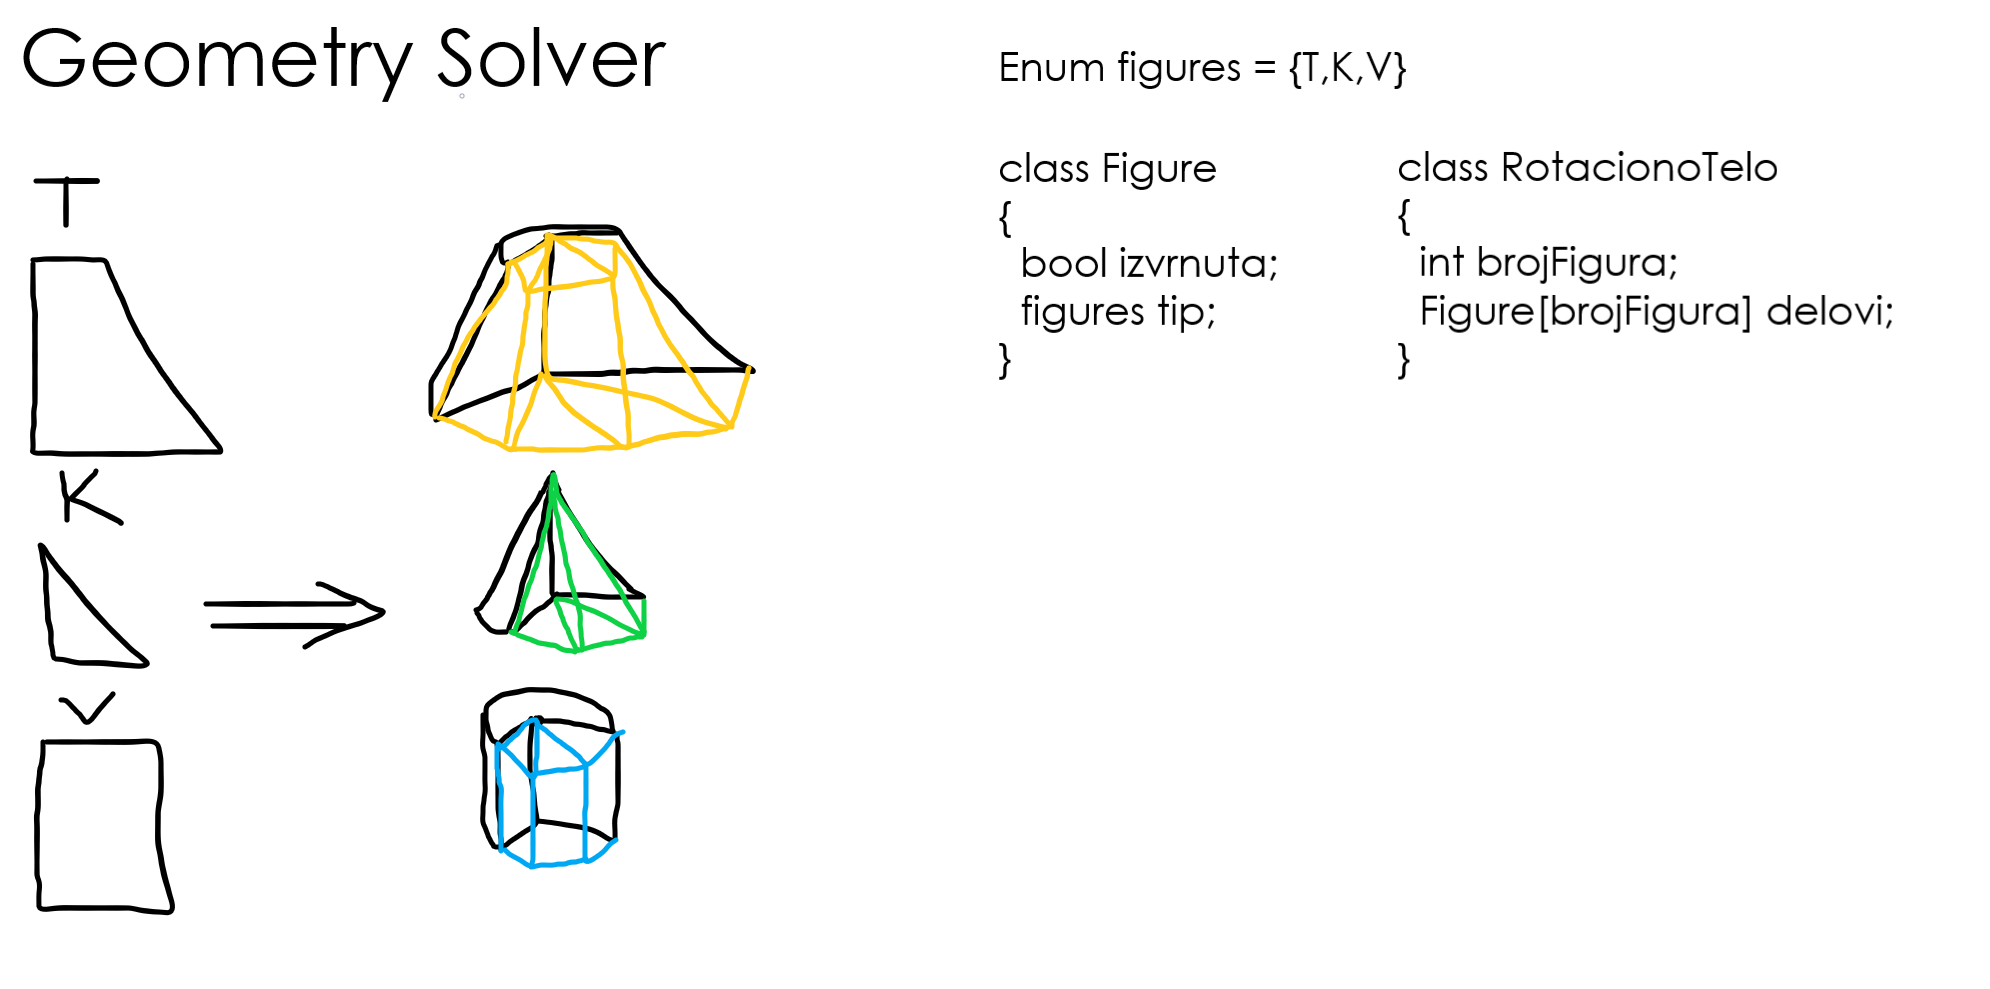 Geometry Solver
T
K
V
Enum figures = {T,K,V}
class Figure
{
bool izvrnuta;
figures tip;
}
class RotacionoTelo
{
int brojFigura;
Figure[brojFigura] delovi;
}